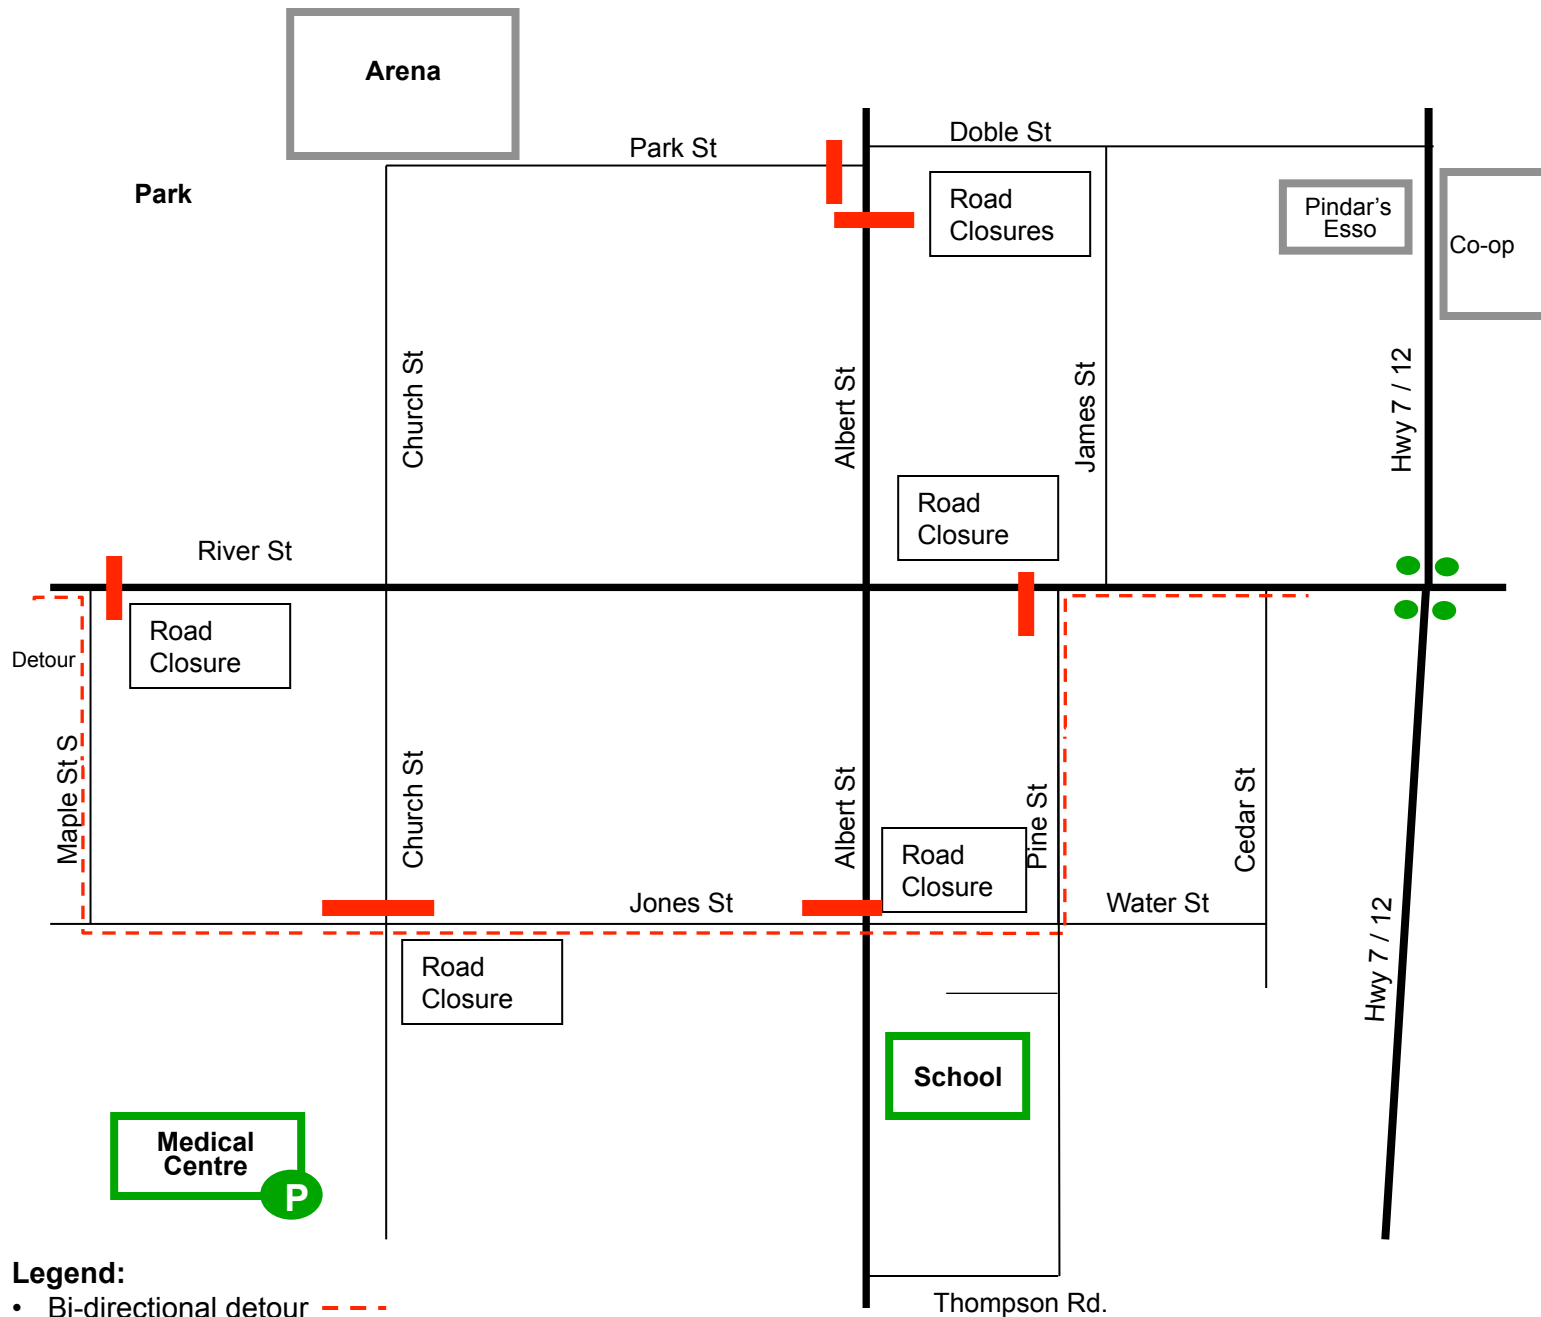 Arena
Park St
Doble St
Park
Road
Closures
Pindar's
Esso
Co-op
Church St
Albert St
James St
Hwy 7 / 12
Road
Closure
River St
Road
Closure
Detour
Maple St S
Church St
Albert St
Pine St
Cedar St
Road
Closure
Jones St
Water St
Hwy 7 / 12
Road
Closure
School
Medical
Centre
P
Legend:
• Bi-directional detour
Thompson Rd.